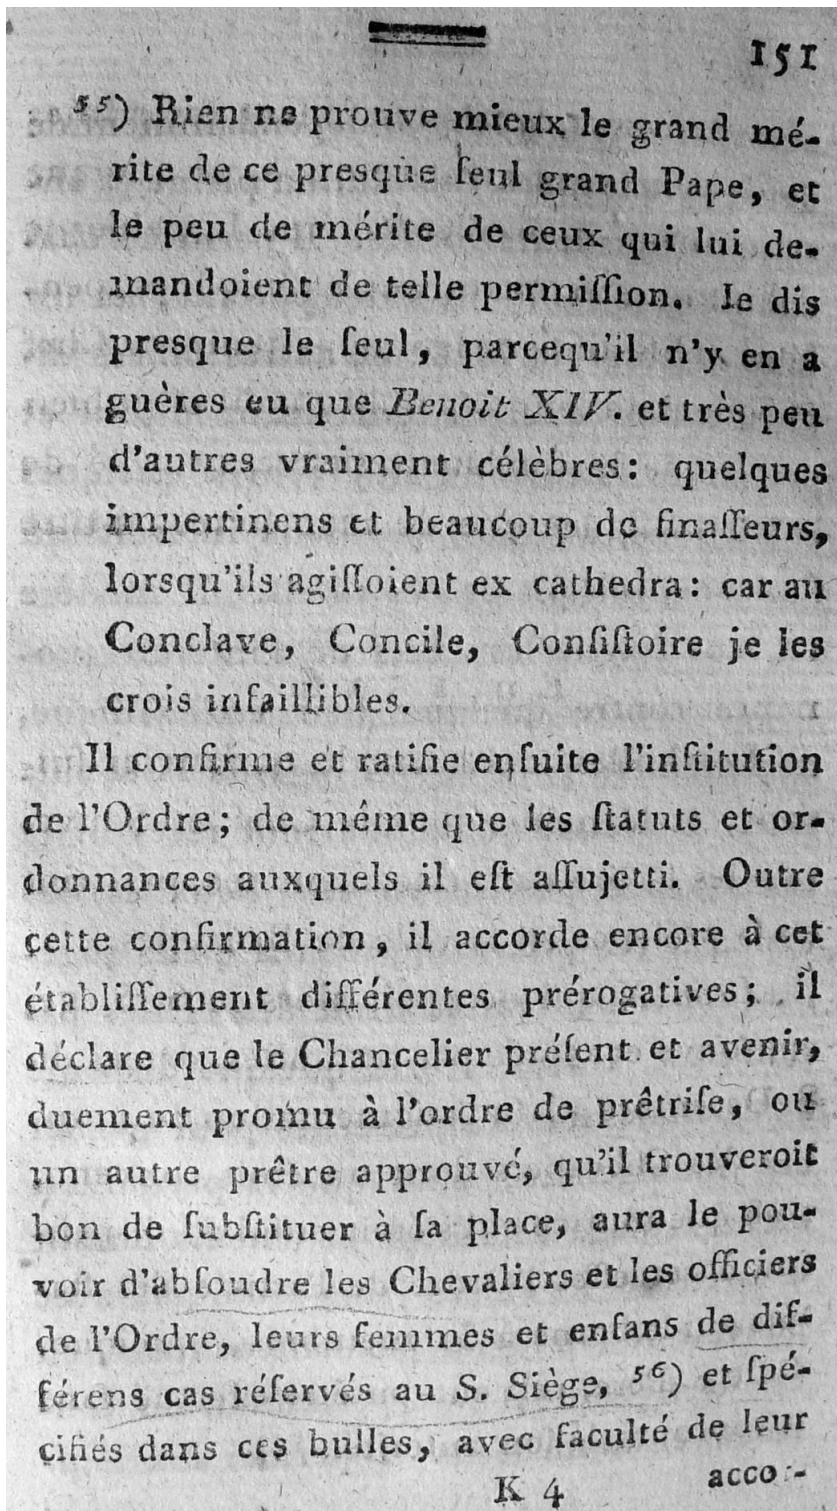 151
55) Rien ne prouve mieux le grand mé-
rite de ce presque ſeul grand Pape, et
le peu de mérite de ceux qui lui de-
mandoient de telle permiſſion. Ie dis
presque le ſeul, parcequ'il n'y en a
guères eu que Benoit XIV. et très peu
d'autres vraiment célèbres: quelques
impertinens et beaucoup de finaſſeurs,
lorsqu'ils agiſſoient ex cathedra: car au
Conclave, Concile, Conſiſtoire je les
crois infaillibles.
Il confirme et ratifie enſuite l'inſtitution
de l'Ordre; de méme que les ſtatuts et or-
donnances auxquels il eſt aſſujetti. Outre
cette confirmation, il accorde encore à cet
établiſſement différentes prérogatives; il
déclare que le Chancelier préſent et avenir,
duement promu à l'ordre de prêtriſe, ou
un autre prêtre approuvé, qu'il trouveroit
bon de ſubſtituer à ſa place, aura le pou-
voir d'abſoudre les Chevaliers et les officiers
de l'Ordre, leurs femmes et enfans de dif-
férens cas réſervés au S. Siège, 56) et ſpé-
cifiés dans ces bulles, avec faculté de leur
K 4 acco-